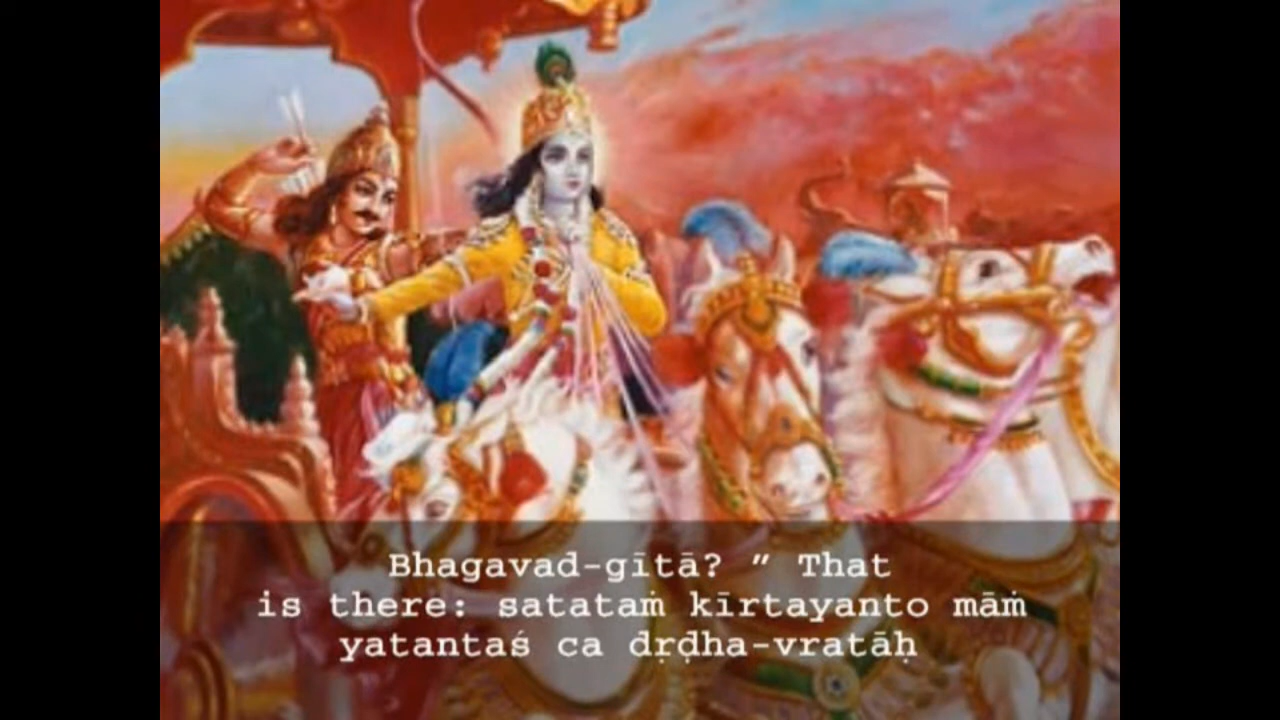 Bhagavad-gītā? ” That
is there: satataṁ kīrtayanto māṁ
yatantaś ca dṛḍha-vratāḥ